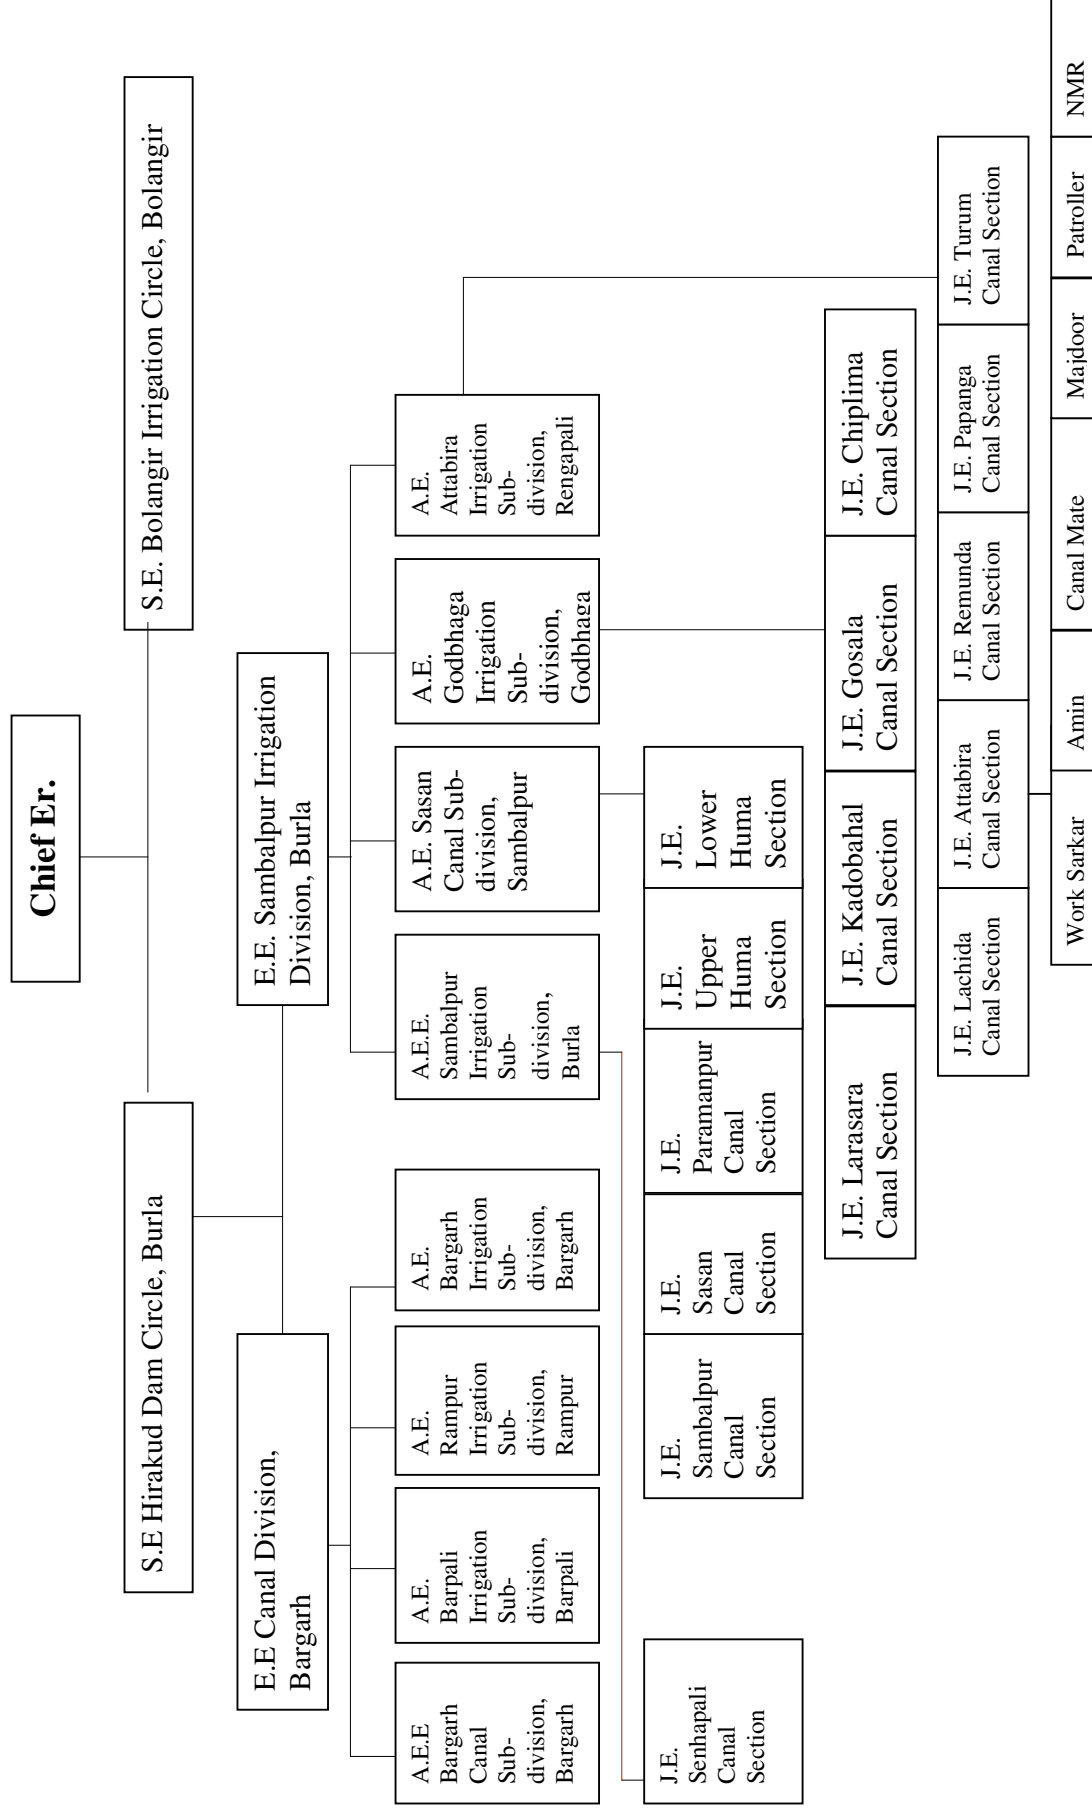 Chief Er.
S.E Hirakud Dam Circle, Burla
S.E. Bolangir Irrigation Circle, Bolangir
E.E Canal Division,
Bargarh
E.E. Sambalpur Irrigation
Division, Burla
A.E.E
Bargarh
Canal
Sub-
division,
Bargarh
A.E.
Barpali
Irrigation
Sub-
division,
Barpali
A.E.
Rampur
Irrigation
Sub-
division,
Rampur
A.E.
Bargarh
Irrigation
Sub-
division,
Bargarh
A.E.E.
Sambalpur
Irrigation
Sub-
division,
Burla
A.E. Sasan
Canal Sub-
division,
Sambalpur
A.E.
Godbhaga
Irrigation
Sub-
division,
Godbhaga
A.E.
Attabira
Irrigation
Sub-
division,
Rengapali
J.E.
Senhapali
Canal
Section
J.E.
Sambalpur
Canal
Section
J.E.
Sasan
Canal
Section
J.E.
Paramanpur
Canal
Section
J.E.
Upper
Huma
Section
J.E.
Lower
Huma
Section
J.E. Larasara
Canal Section
J.E. Kadobahal
Canal Section
J.E. Gosala
Canal Section
J.E. Chiplima
Canal Section
J.E. Lachida
Canal Section
J.E. Attabira
Canal Section
J.E. Remunda
Canal Section
J.E. Papanga
Canal Section
J.E. Turum
Canal Section
Work Sarkar
Amin
Canal Mate
Majdoor
Patroller
NMR